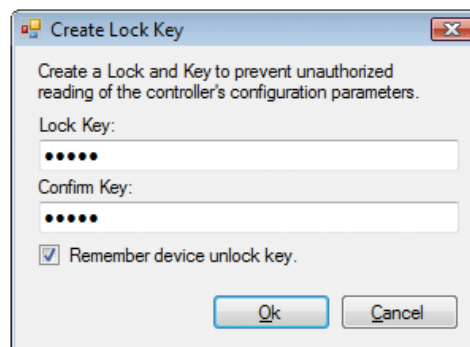 Create Lock Key
Create a Lock and Key to prevent unauthorized
reading of the controller's configuration parameters.
Lock Key:
•••••
Confirm Key:
•••••
Remember device unlock key.
Ok Cancel